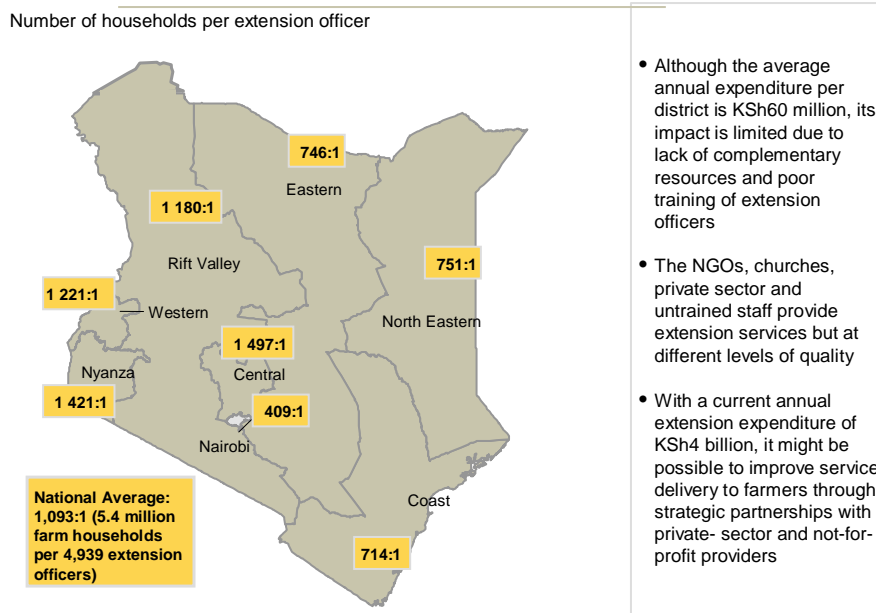 Number of households per extension officer
746:1
Eastern
1 180:1
Rift Valley
751:1
North Eastern
1 221:1
Western
1 497:1
Central
Nyanza
1 421:1
409:1
Nairobi
Coast
714:1
National Average:
1,093:1 (5.4 million
farm households
per 4,939 extension
officers)
• Although the average
annual expenditure per
district is KSh60 million, its
impact is limited due to
lack of complementary
resources and poor
training of extension
officers
• The NGOs, churches,
private sector and
untrained staff provide
extension services but at
different levels of quality
• With a current annual
extension expenditure of
KSh4 billion, it might be
possible to improve service
delivery to farmers through
strategic partnerships with
private- sector and not-for-
profit providers